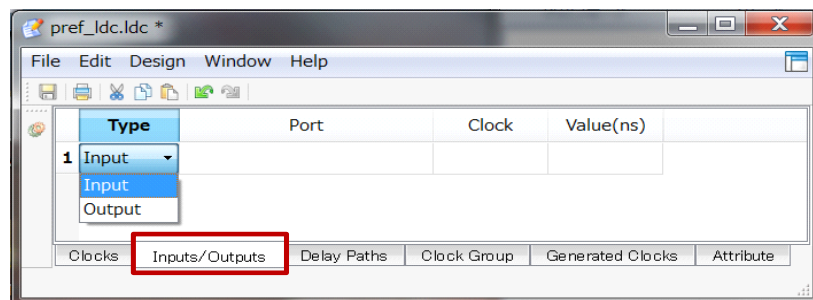 pref_ldc.ldc *
File Edit Design Window Help
Type Port Clock Value(ns)
1 Input
Input
Output
Clocks Inputs/Outputs Delay Paths Clock Group Generated Clocks Attribute